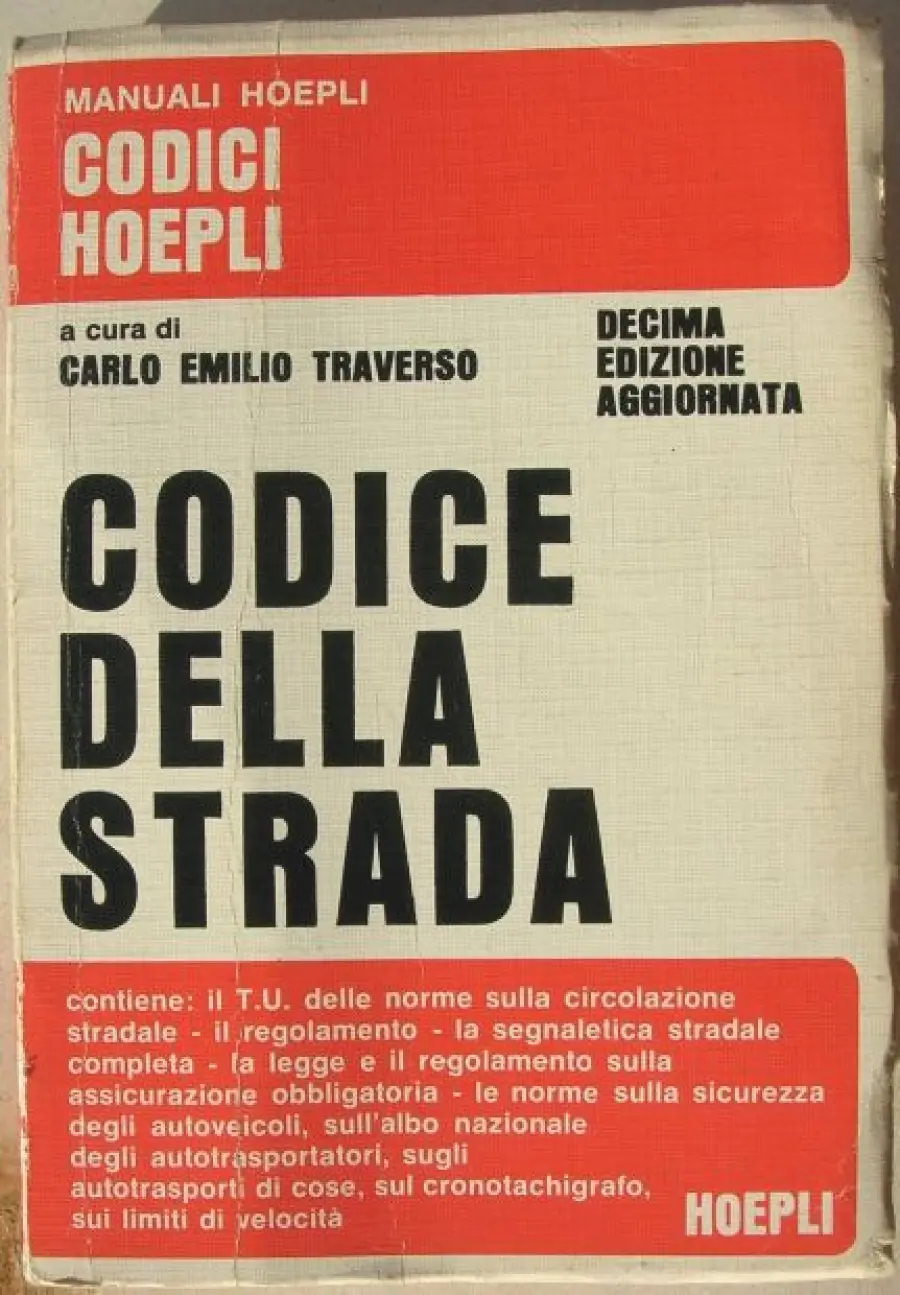 MANUALI HOEPLI
CODICI
HOEPLI
a cura di
CARLO EMILIO TRAVERSO
DECIMA
EDIZIONE
AGGIORNATA
CODICE
DELLA
STRADA
contiene: il T.U. delle norme sulla circolazione
stradale - il regolamento - la segnaletica stradale
completa - la legge e il regolamento sulla
assicurazione obbligatoria - le norme sulla sicurezza
degli autoveicoli, sull'albo nazionale
degli autotrasportatori, sugli
autotrasporti di cose, sul cronotachigrafo,
sui limiti di velocità
HOEPLI